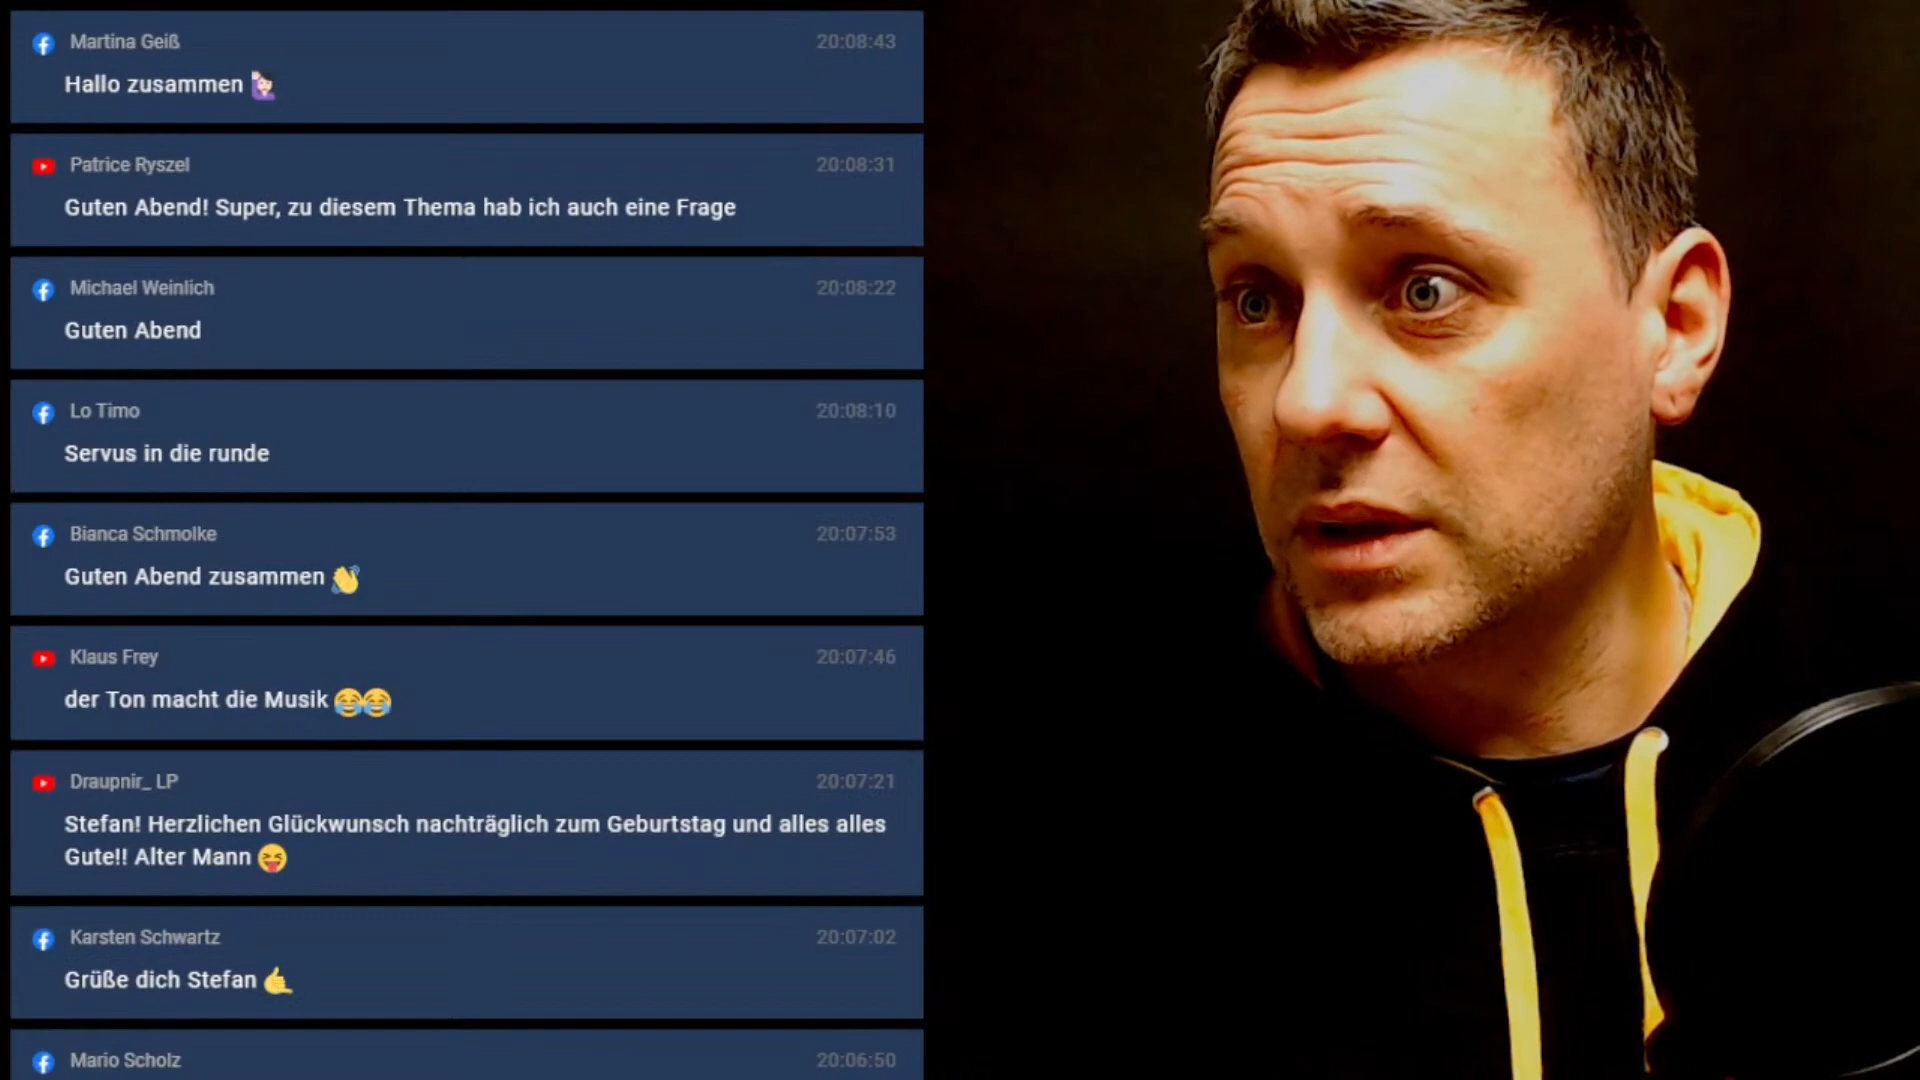 Martina Geiß 20:08:43
Hallo zusammen 🙋🏻‍♀️
Patrice Ryszel 20:08:31
Guten Abend! Super, zu diesem Thema hab ich auch eine Frage
Michael Weinlich 20:08:22
Guten Abend
Lo Timo 20:08:10
Servus in die runde
Bianca Schmolke 20:07:53
Guten Abend zusammen 👋
Klaus Frey 20:07:46
der Ton macht die Musik 😂😂
Draupnir_ LP 20:07:21
Stefan! Herzlichen Glückwunsch nachträglich zum Geburtstag und alles alles
Gute!! Alter Mann 😝
Karsten Schwartz 20:07:02
Grüße dich Stefan 🤙
Mario Scholz 20:06:50